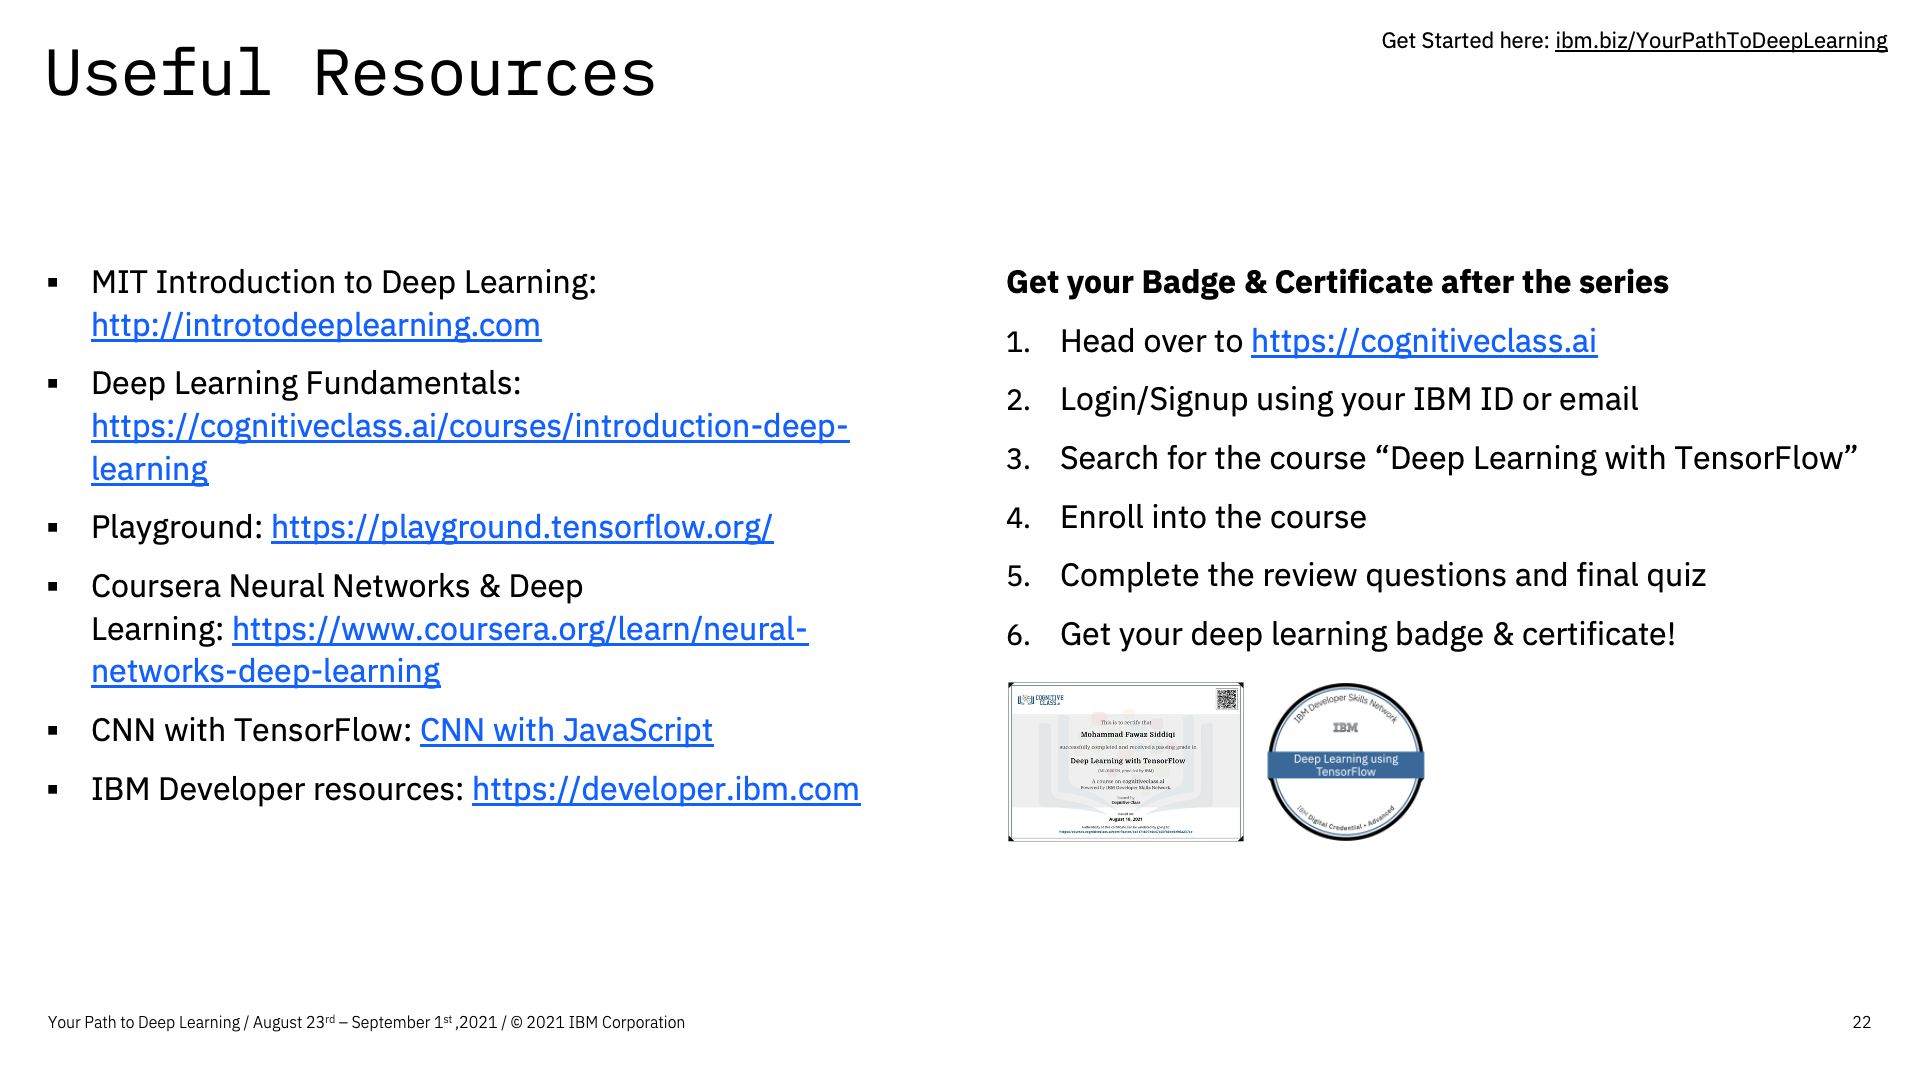 Useful Resources
Get Started here: ibm.biz/YourPathToDeepLearning
▪ MIT Introduction to Deep Learning:
http://introtodeeplearning.com
▪ Deep Learning Fundamentals:
https://cognitiveclass.ai/courses/introduction-deep-
learning
▪ Playground: https://playground.tensorflow.org/
▪ Coursera Neural Networks & Deep
Learning: https://www.coursera.org/learn/neural-
networks-deep-learning
▪ CNN with TensorFlow: CNN with JavaScript
▪ IBM Developer resources: https://developer.ibm.com
Get your Badge & Certificate after the series
1. Head over to https://cognitiveclass.ai
2. Login/Signup using your IBM ID or email
3. Search for the course “Deep Learning with TensorFlow”
4. Enroll into the course
5. Complete the review questions and final quiz
6. Get your deep learning badge & certificate!
COGNITIVE
CLASS.ai
This is to certify that
Mohammad Fawaz Siddiqi
successfully completed and received a passing grade in
Deep Learning with TensorFlow
A course on cognitiveclass.ai
Powered by IBM Developer Skills Network.
Cognitive Class
August 10, 2021
IBM Developer Skills Network
IBM
Deep Learning using
TensorFlow
IBM Digital Credential • Advanced
Your Path to Deep Learning / August 23rd – September 1st ,2021 / © 2021 IBM Corporation
22